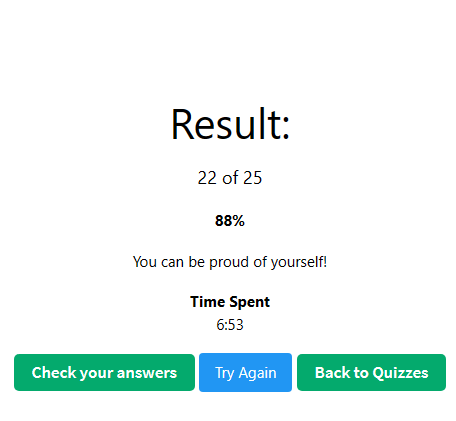 Result:
22 of 25
88%
You can be proud of yourself!
Time Spent
6:53
Check your answers Try Again Back to Quizzes